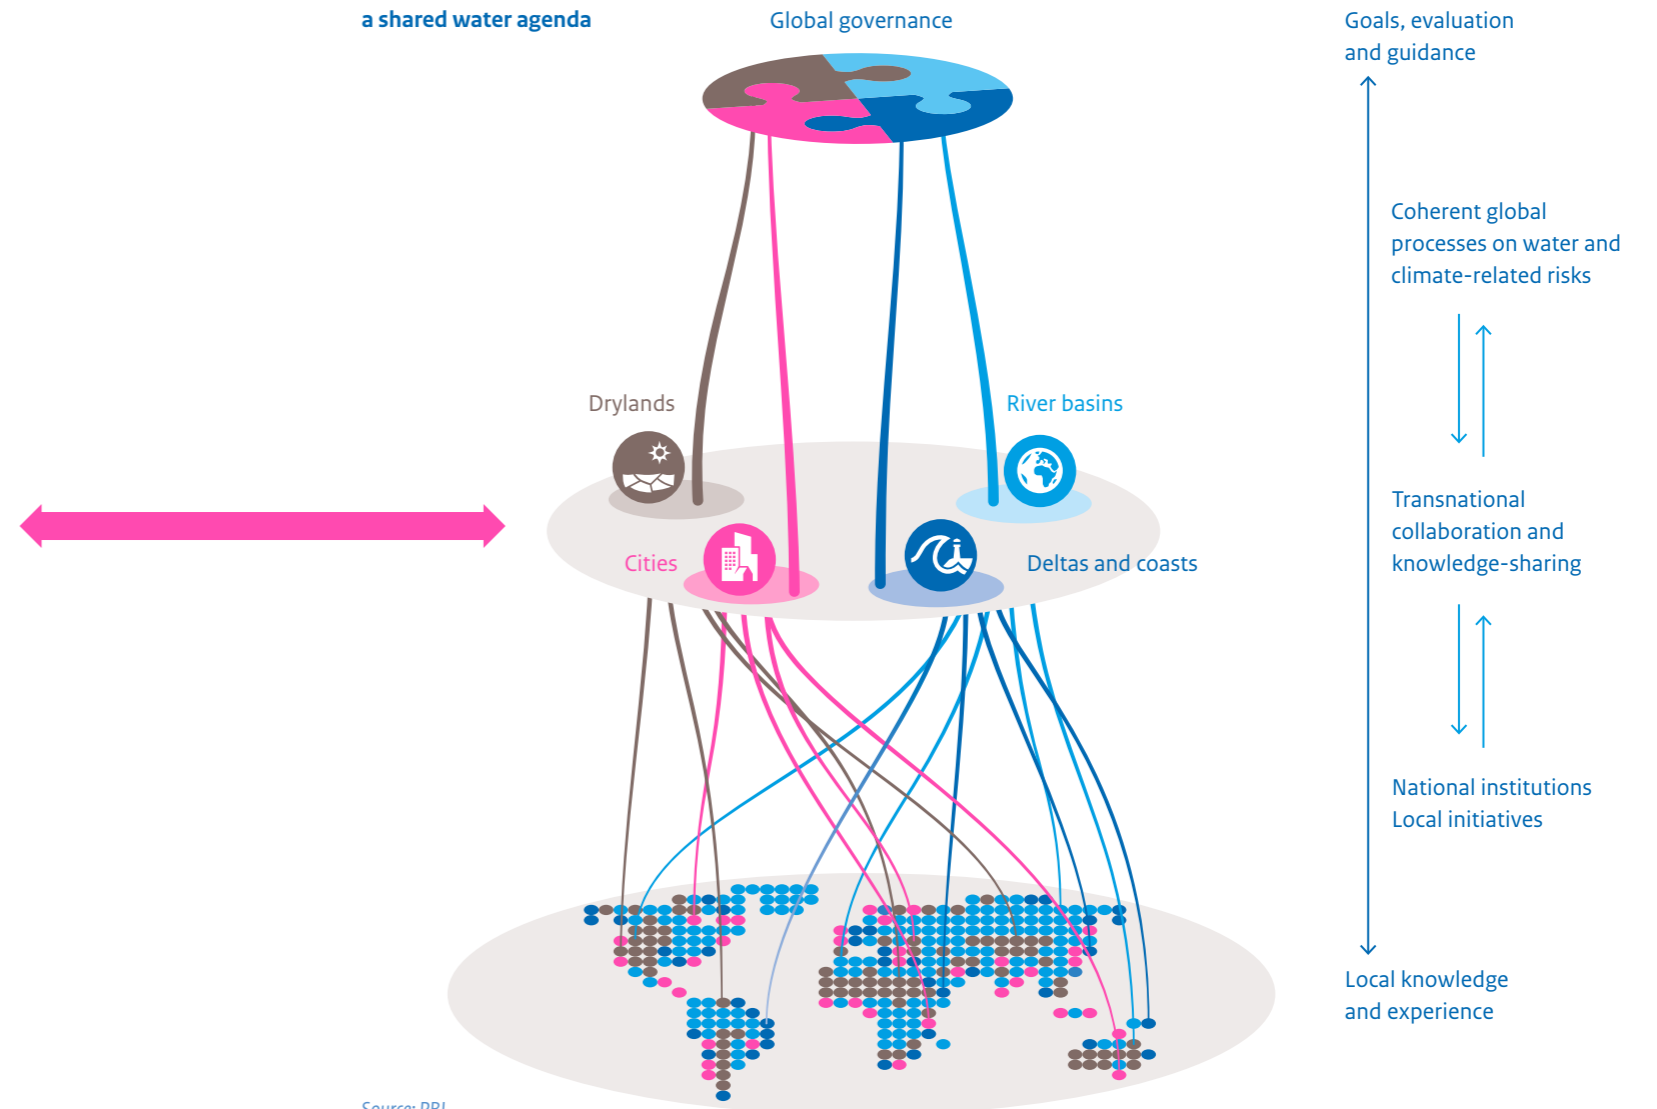 a shared water agenda
Global governance
Goals, evaluation
and guidance
Coherent global
processes on water and
climate-related risks
Drylands
River basins
Transnational
collaboration and
knowledge-sharing
Cities
Deltas and coasts
National institutions
Local initiatives
Local knowledge
and experience
Source: PBL